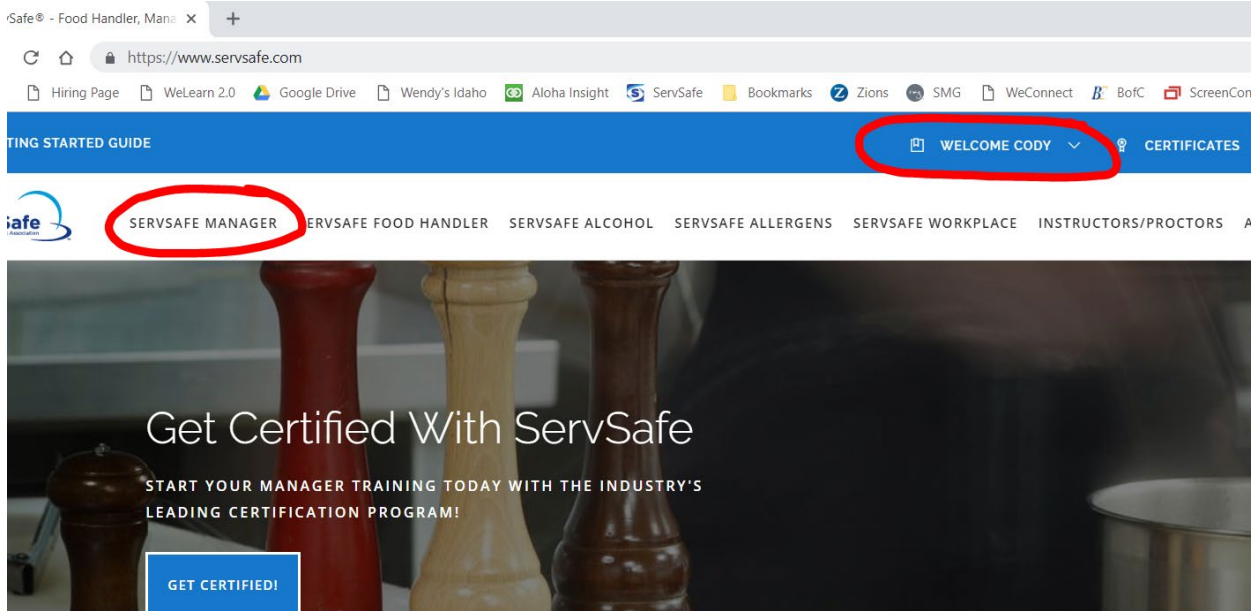 vSafe® - Food Handler, Mana
https://www.servsafe.com
Hiring Page WeLearn 2.0 Google Drive Wendy's Idaho Aloha Insight ServSafe Bookmarks Zions SMG WeConnect BofC ScreenCon
TING STARTED GUIDE WELCOME CODY CERTIFICATES
Safe SERVSAFE MANAGER ERVSAFE FOOD HANDLER SERVSAFE ALCOHOL SERVSAFE ALLERGENS SERVSAFE WORKPLACE INSTRUCTORS/PROCTORS A
Association
Get Certified With ServSafe
START YOUR MANAGER TRAINING TODAY WITH THE INDUSTRY'S
LEADING CERTIFICATION PROGRAM!
GET CERTIFIED!